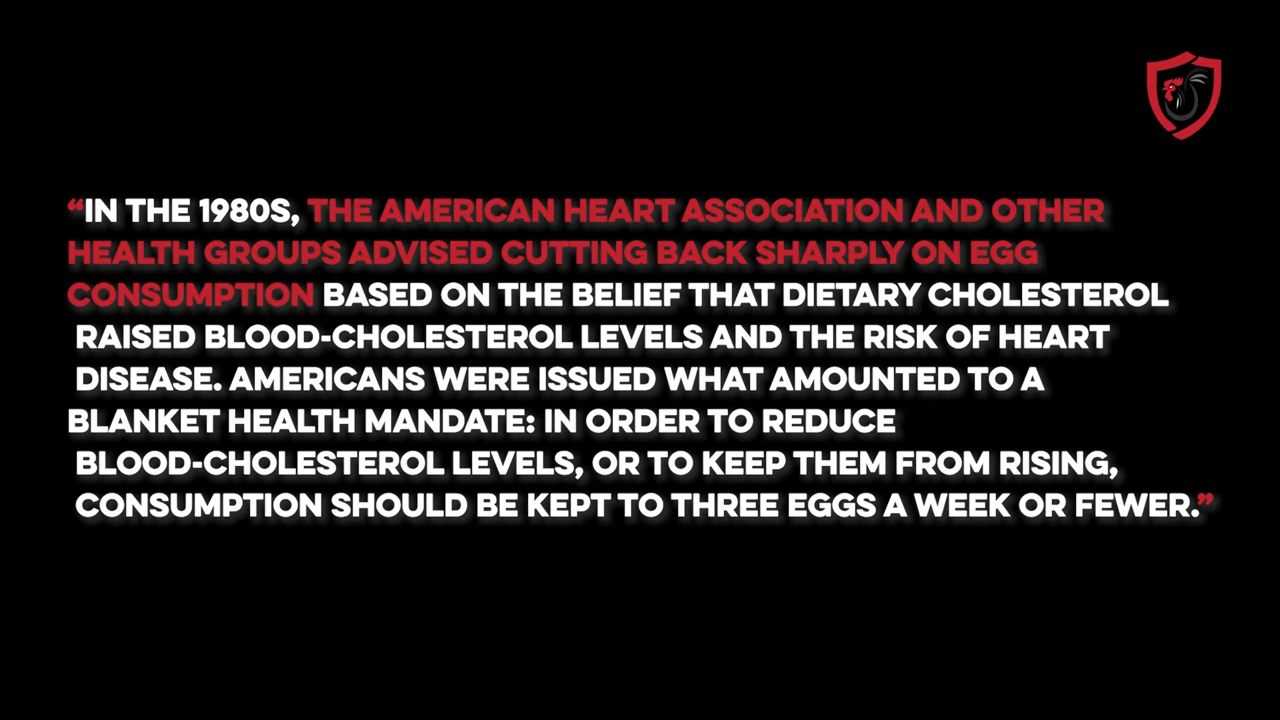 “IN THE 1980S, THE AMERICAN HEART ASSOCIATION AND OTHER
HEALTH GROUPS ADVISED CUTTING BACK SHARPLY ON EGG
CONSUMPTION BASED ON THE BELIEF THAT DIETARY CHOLESTEROL
RAISED BLOOD-CHOLESTEROL LEVELS AND THE RISK OF HEART
DISEASE. AMERICANS WERE ISSUED WHAT AMOUNTED TO A
BLANKET HEALTH MANDATE: IN ORDER TO REDUCE
BLOOD-CHOLESTEROL LEVELS, OR TO KEEP THEM FROM RISING,
CONSUMPTION SHOULD BE KEPT TO THREE EGGS A WEEK OR FEWER.”